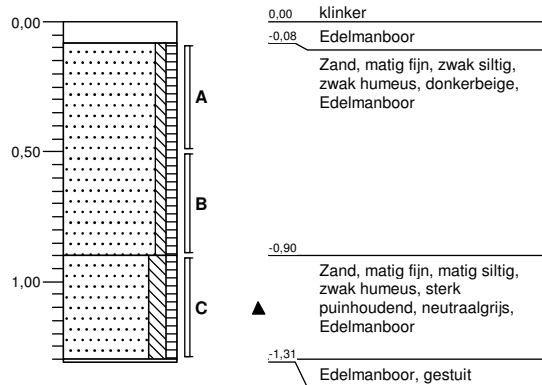 0,00
0,50
1,00
A
B
C
0,00 klinker
-0,08 Edelmanboor
Zand, matig fijn, zwak siltig,
zwak humeus, donkerbeige,
Edelmanboor
-0,90
Zand, matig fijn, matig siltig,
zwak humeus, sterk
puinhoudend, neutraalgrijs,
Edelmanboor
-1,31
Edelmanboor, gestuit